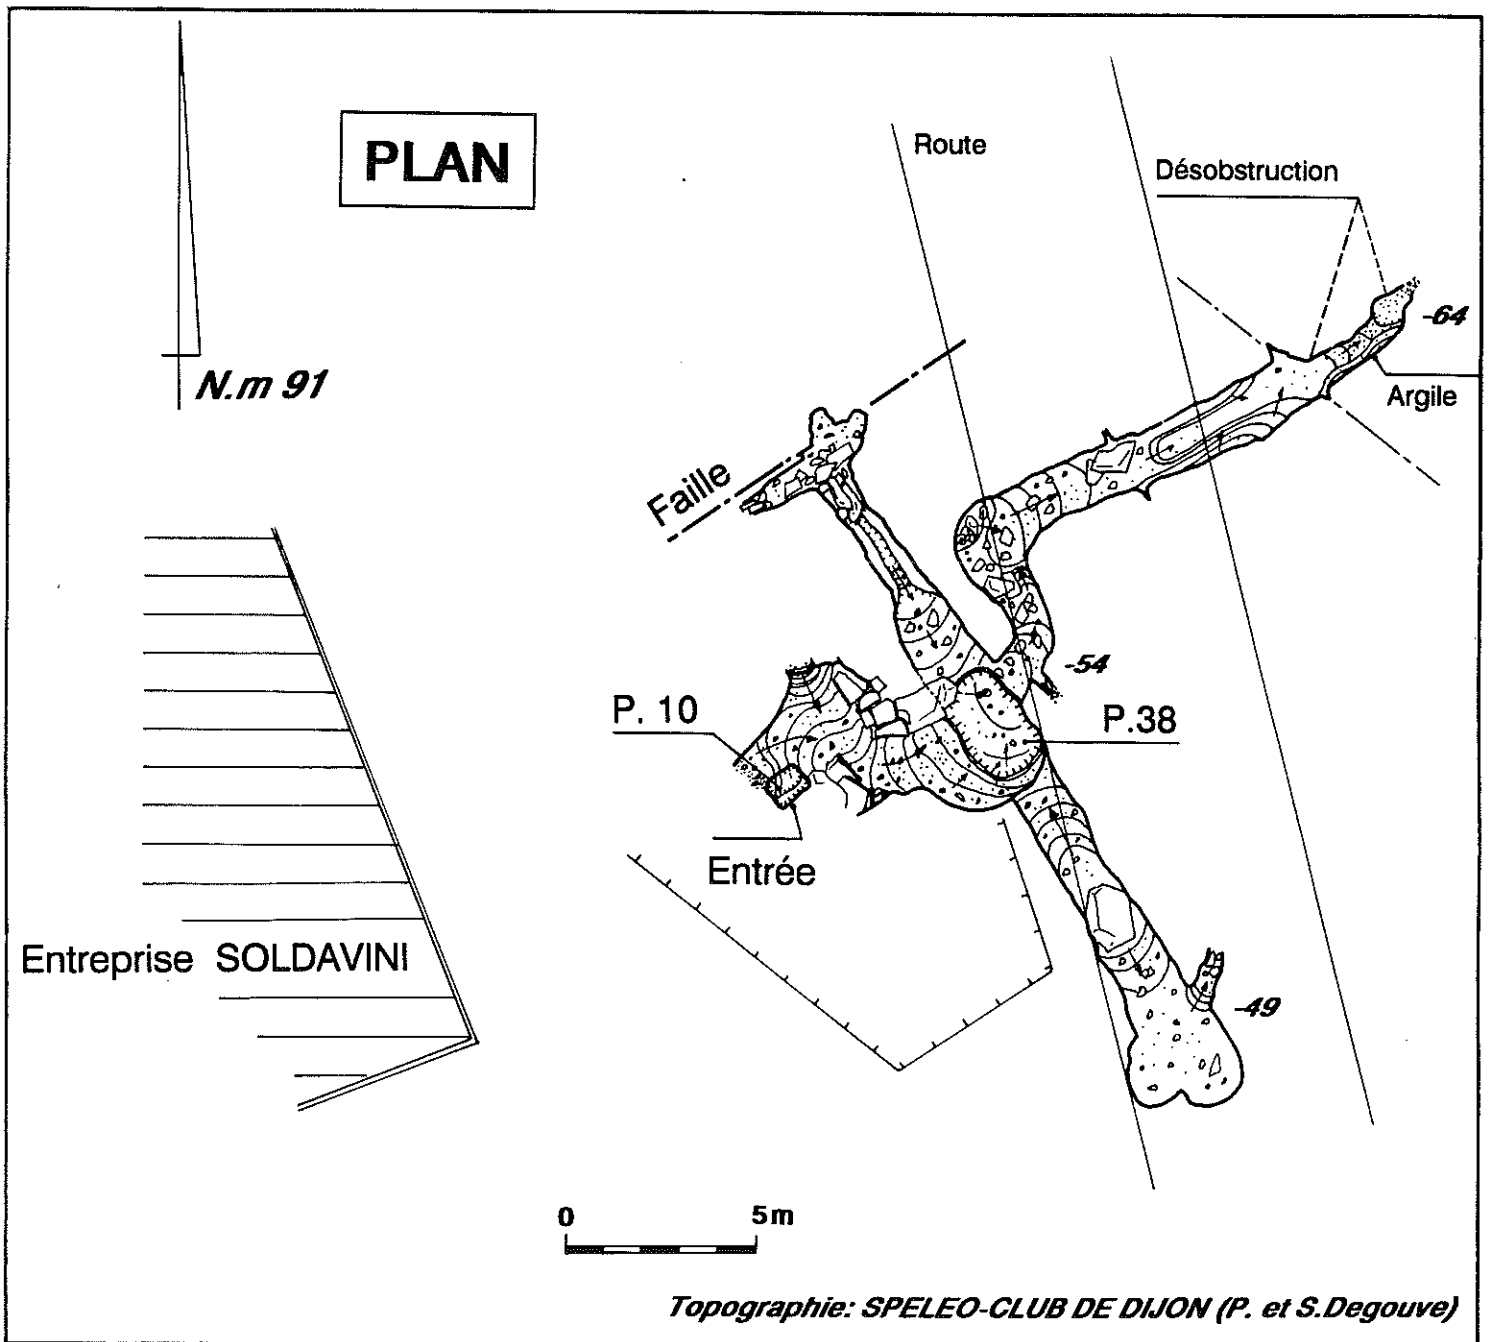 PLAN
Route
Désobstruction
N.m 91
-64
Argile
Faille
-54
P. 10
P.38
Entrée
Entreprise SOLDAVINI
-49
0 5m
Topographie: SPELEO-CLUB DE DIJON (P. et S.Degouve)